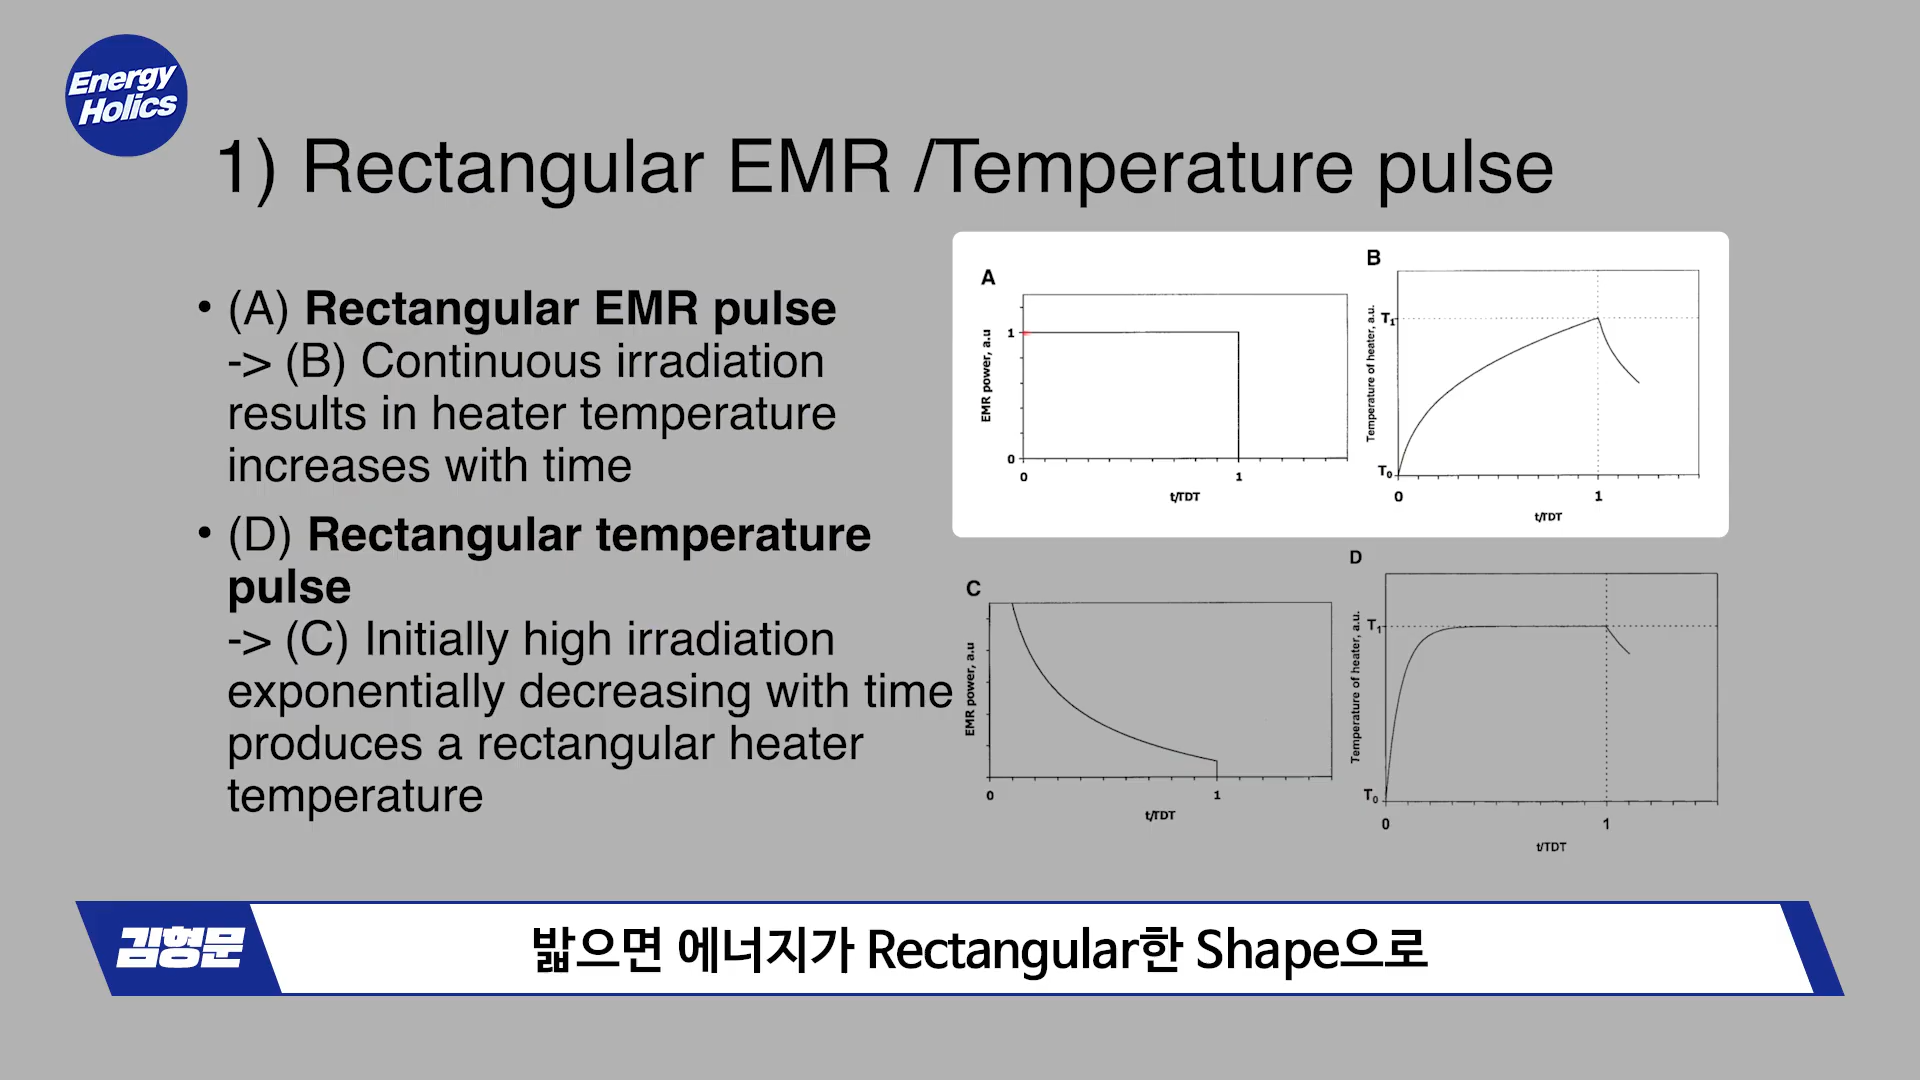 Energy
Holics
1) Rectangular EMR /Temperature pulse
• (A) Rectangular EMR pulse
-> (B) Continuous irradiation
results in heater temperature
increases with time
• (D) Rectangular temperature
pulse
-> (C) Initially high irradiation
exponentially decreasing with time
produces a rectangular heater
temperature
A
EMR power, a.u
1
0
0
1
t/TDT
B
Temperature of heater, a.u.
T1
T0
0
1
t/TDT
C
EMR power, a.u
0
1
t/TDT
D
Temperature of heater, a.u.
T1
T0
0
1
t/TDT
김형문
밟으면 에너지가 Rectangular한 Shape으로